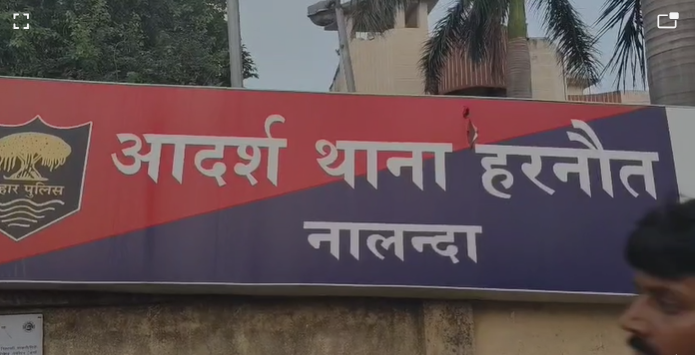 आदर्श थाना हरनौत
नालन्दा
हार पुलिस